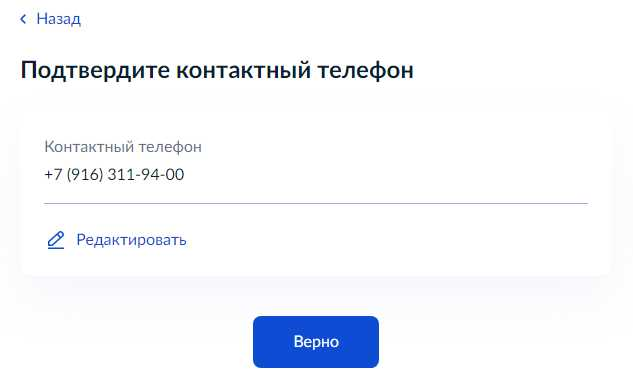 Назад
Подтвердите контактный телефон
Контактный телефон
+7 (916) 311-94-00
Редактировать
Верно